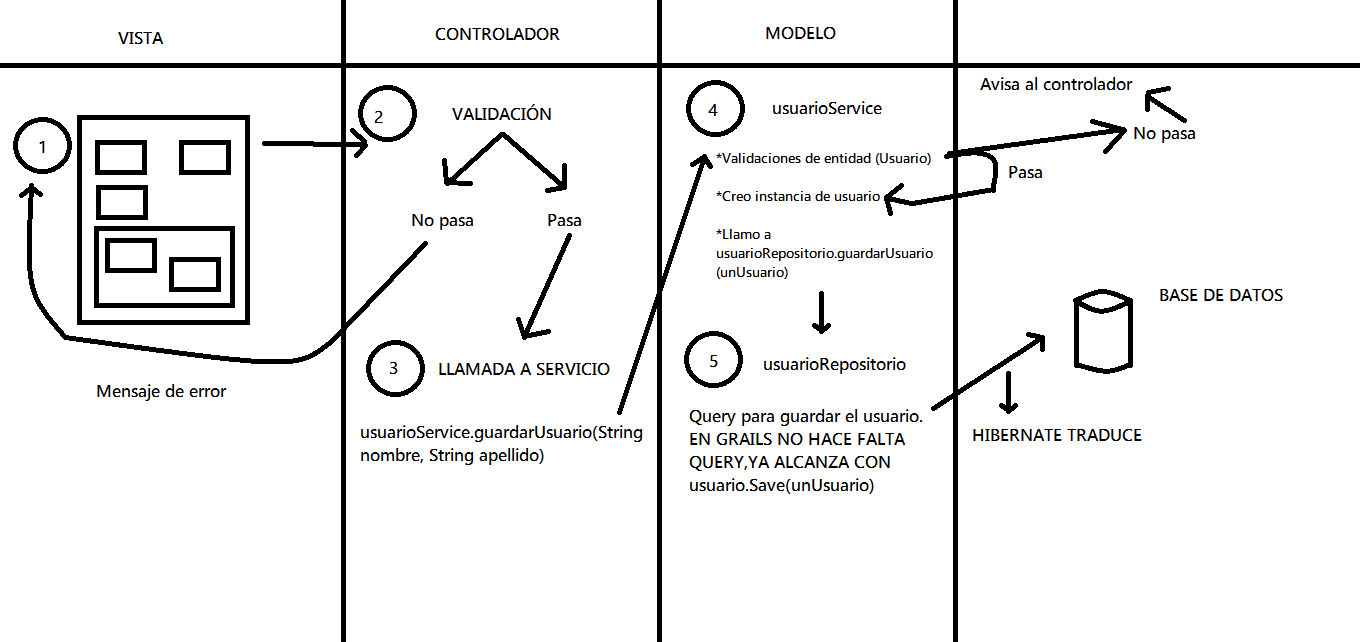 VISTA
CONTROLADOR
MODELO
1
2
VALIDACIÓN
No pasa
Pasa
Mensaje de error
3
LLAMADA A SERVICIO
usuarioService.guardarUsuario(String
nombre, String apellido)
4
usuarioService
*Validaciones de entidad (Usuario)
*Creo instancia de usuario
*Llamo a
usuarioRepositorio.guardarUsuario
(unUsuario)
Avisa al controlador
No pasa
Pasa
5
usuarioRepositorio
Query para guardar el usuario.
EN GRAILS NO HACE FALTA
QUERY,YA ALCANZA CON
usuario.Save(unUsuario)
BASE DE DATOS
HIBERNATE TRADUCE